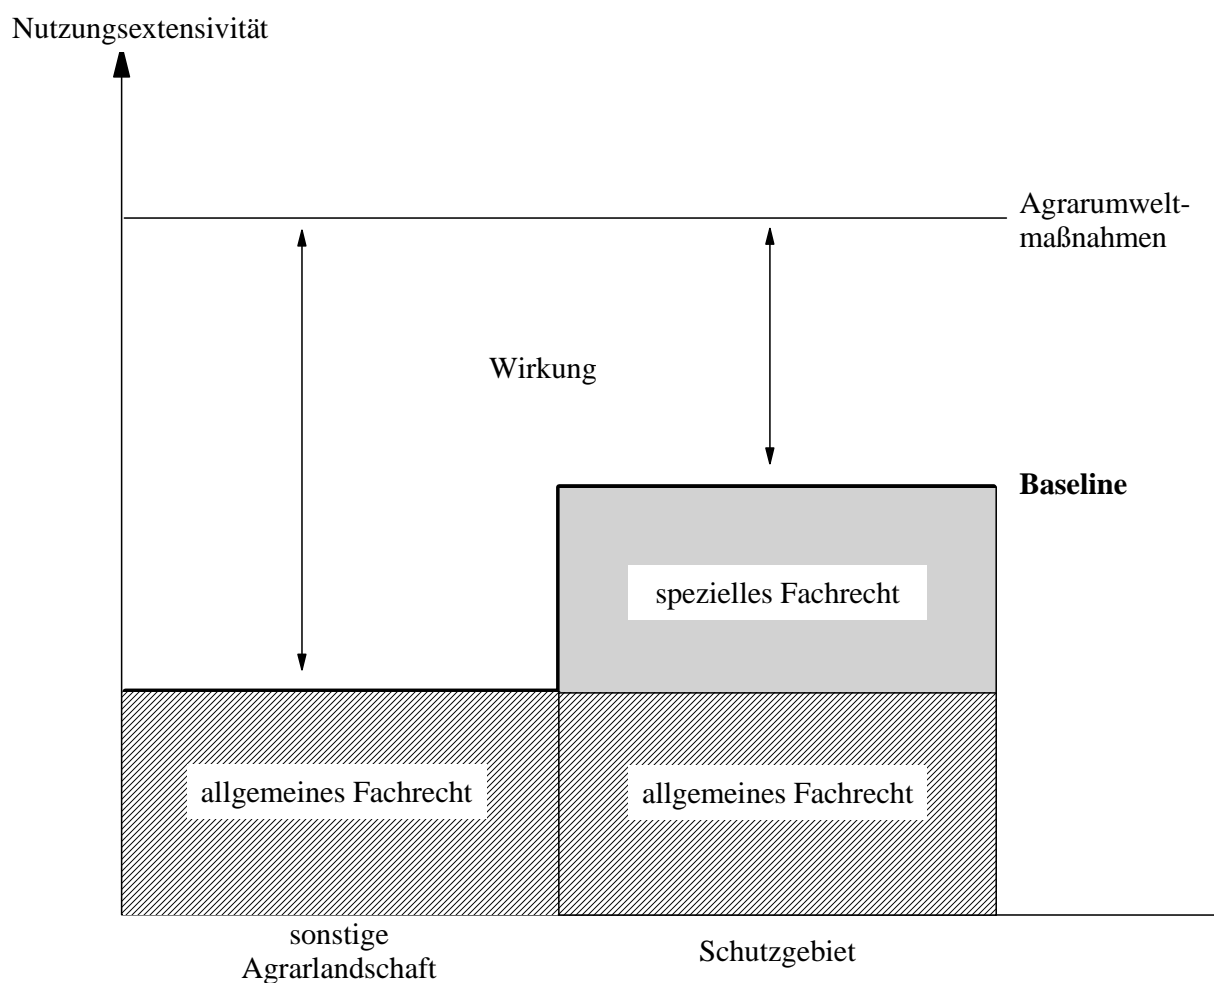 Nutzungsextensivität
Agrarumwelt-
maßnahmen
Wirkung
Baseline
spezielles Fachrecht
allgemeines Fachrecht
allgemeines Fachrecht
sonstige
Agrarlandschaft
Schutzgebiet